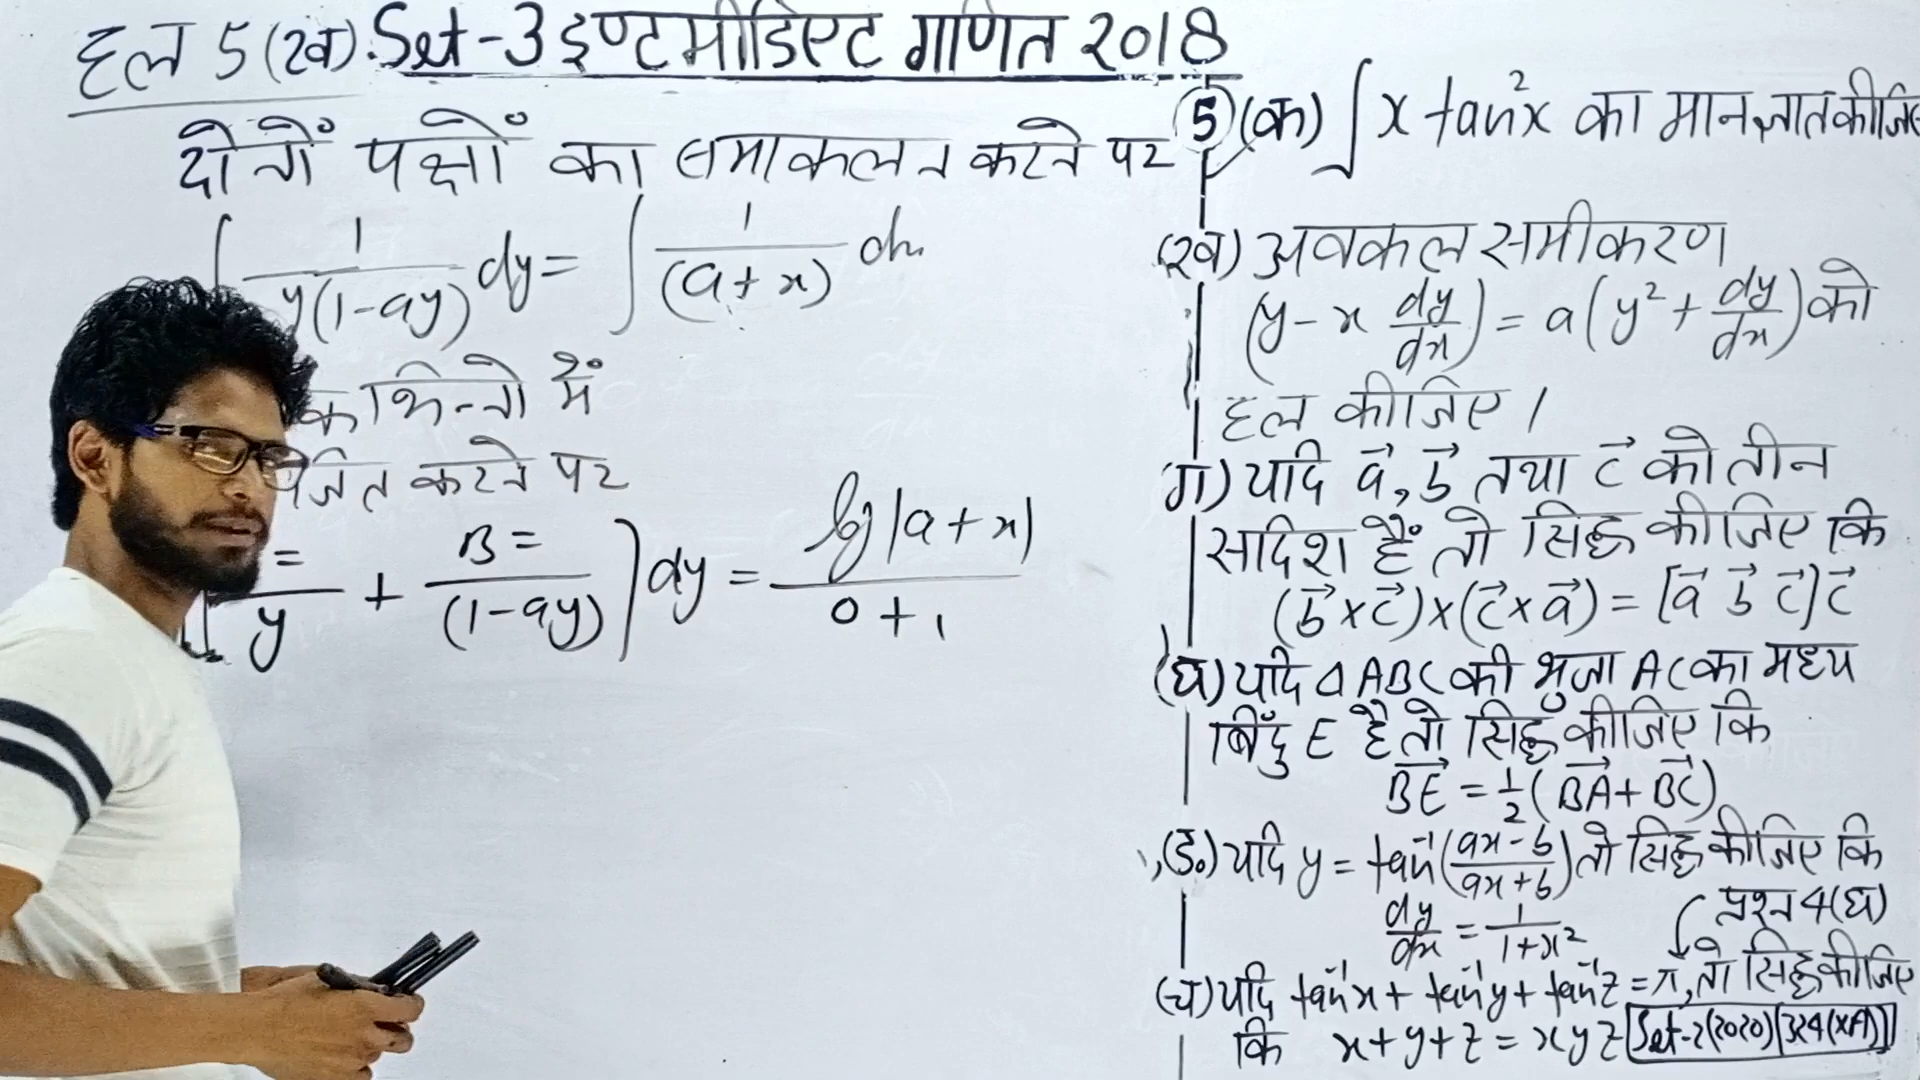 हल 5 (ख). Set-3 इण्टरमीडिएट गणित 2018
दोनों पक्षों का समाकलन करने पर
∫ 1/(y(1-ay)) dy = ∫ 1/(a+x) dx
भिन्नो में
करने पर
=/y + B=/(1-ay) ] dy = log|a+x| / 0+1
5 (क) ∫ x tan²x का मान ज्ञात कीजिए
(ख) अवकल समीकरण
(y - x dy/dx) = a(y² + dy/dx) को
हल कीजिए।
ग) यदि a⃗, b⃗ तथा c⃗ को तीन
सदिश हैं तो सिद्ध कीजिए कि
(b⃗×c⃗)×(c⃗×a⃗) = [a⃗ b⃗ c⃗]c⃗
(घ) यदि Δ ABC की भुजा AC का मध्य
बिंदु E है तो सिद्ध कीजिए कि
BE⃗ = 1/2 (BA⃗ + BC⃗)
(ड.) यदि y = tan⁻¹((ax-b)/(ax+b)) तो सिद्ध कीजिए कि
dy/dx = 1/(1+x²)
प्रश्न 4(घ)
(च) यदि tan⁻¹x + tan⁻¹y + tan⁻¹z = π, तो सिद्ध कीजिए
कि x+y+z = xyz [Set-2(2020)[324(XA)]]